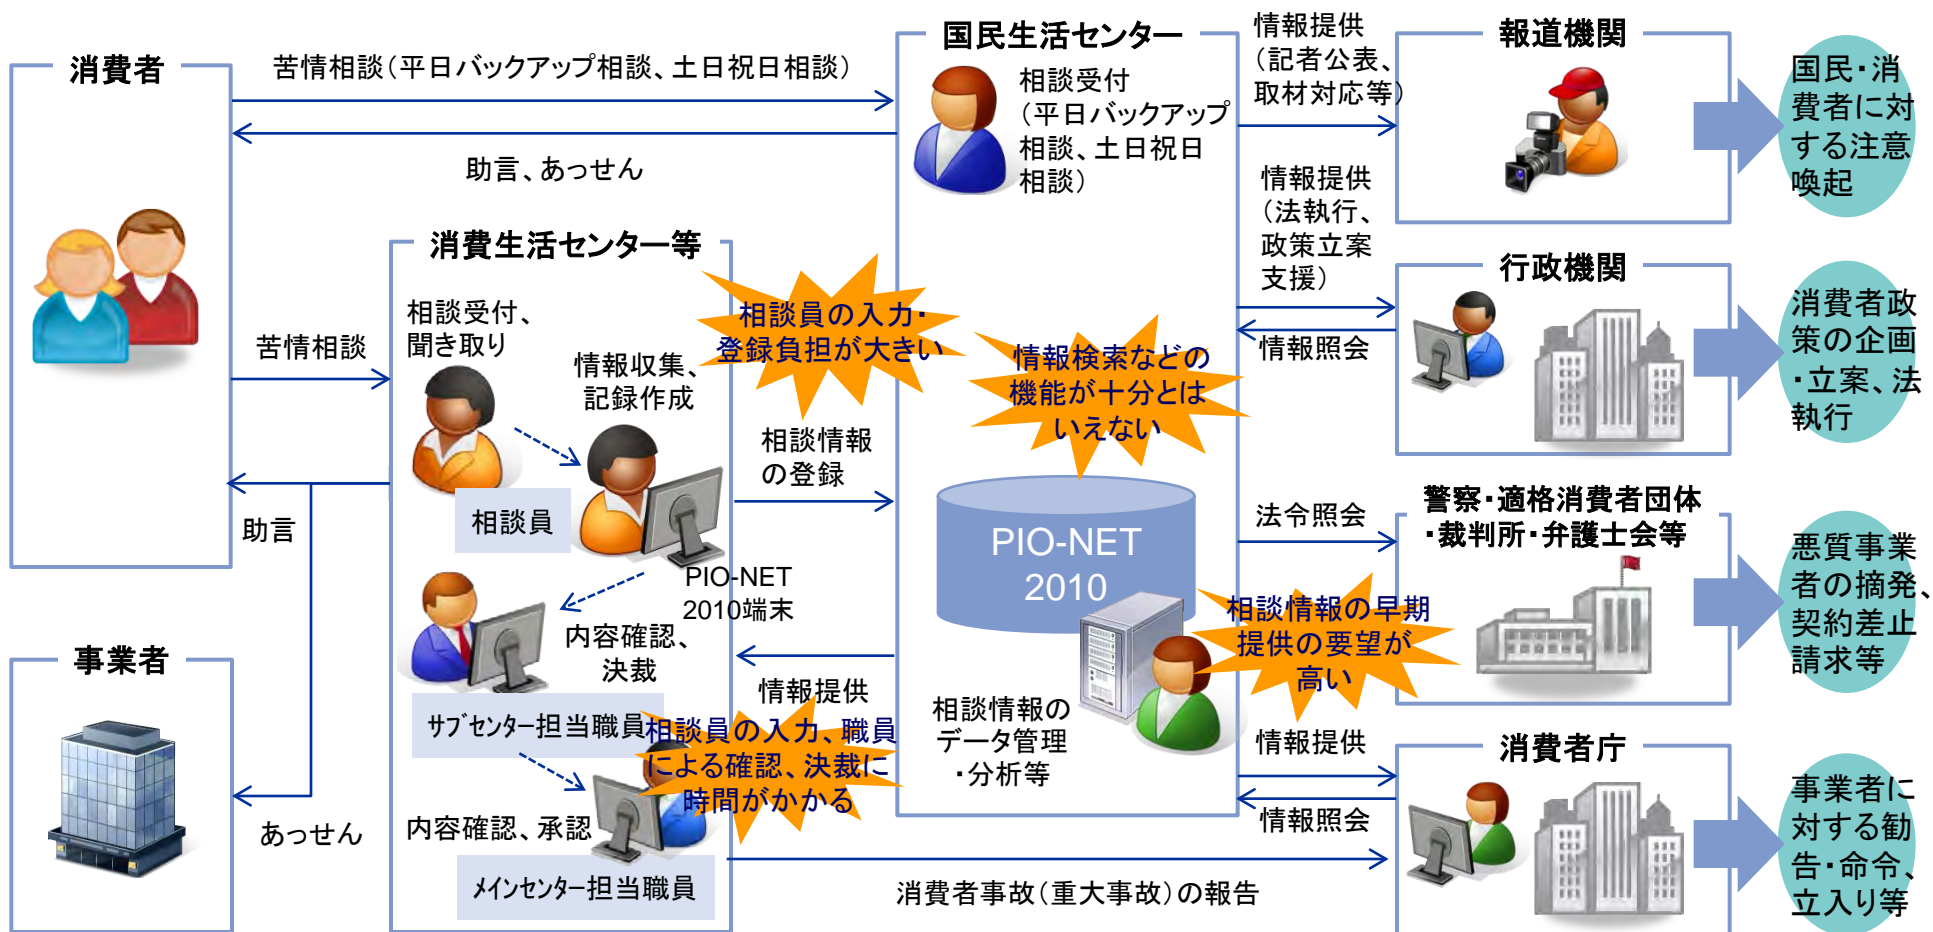 消費者
苦情相談(平日バックアップ相談、土日祝日相談)
助言、あっせん
苦情相談
助言
事業者
あっせん
消費生活センター等
相談受付、
聞き取り
情報収集、
記録作成
相談員
PIO-NET
2010端末
内容確認、
決裁
サブセンター担当職員
内容確認、承認
メインセンター担当職員
相談員の入力・
登録負担が大きい
相談情報
の登録
情報提供
相談員の入力、職員
による確認、決裁に
時間がかかる
消費者事故(重大事故)の報告
国民生活センター
相談受付
(平日バックアップ
相談、土日祝日
相談)
情報検索などの
機能が十分とは
いえない
PIO-NET
2010
相談情報の
データ管理
・分析等
相談情報の早期
提供の要望が
高い
情報提供
(記者公表、
取材対応等)
情報提供
(法執行、
政策立案
支援)
情報照会
法令照会
情報提供
情報照会
報道機関
国民・消
費者に対
する注意
喚起
行政機関
消費者政
策の企画
・立案、法
執行
警察・適格消費者団体
・裁判所・弁護士会等
悪質事業
者の摘発、
契約差止
請求等
消費者庁
事業者に
対する勧
告・命令、
立入り等